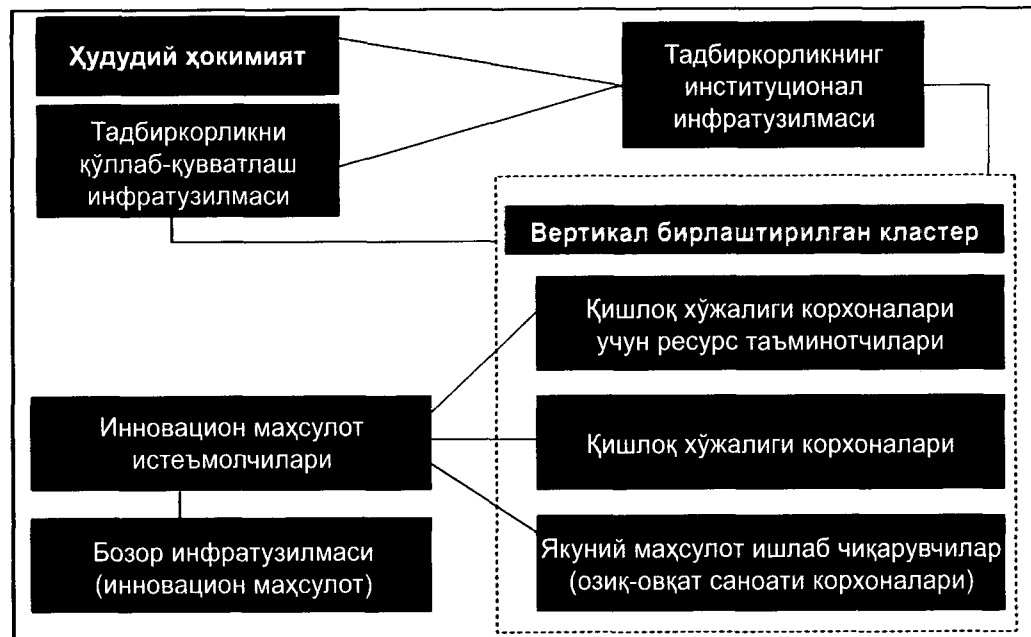 Ҳудудий ҳокимият
Тадбиркорликнинг
институционал
инфратузилмаси
Тадбиркорликни
қўллаб-қувватлаш
инфратузилмаси
Вертикал бирлаштирилган кластер
Қишлоқ хўжалиги корхоналари
учун ресурс таъминотчилари
Инновацион маҳсулот
истеъмолчилари
Қишлоқ хўжалиги корхоналари
Бозор инфратузилмаси
(инновацион маҳсулот)
Якуний маҳсулот ишлаб чиқарувчилар
(озиқ-овқат саноати корхоналари)